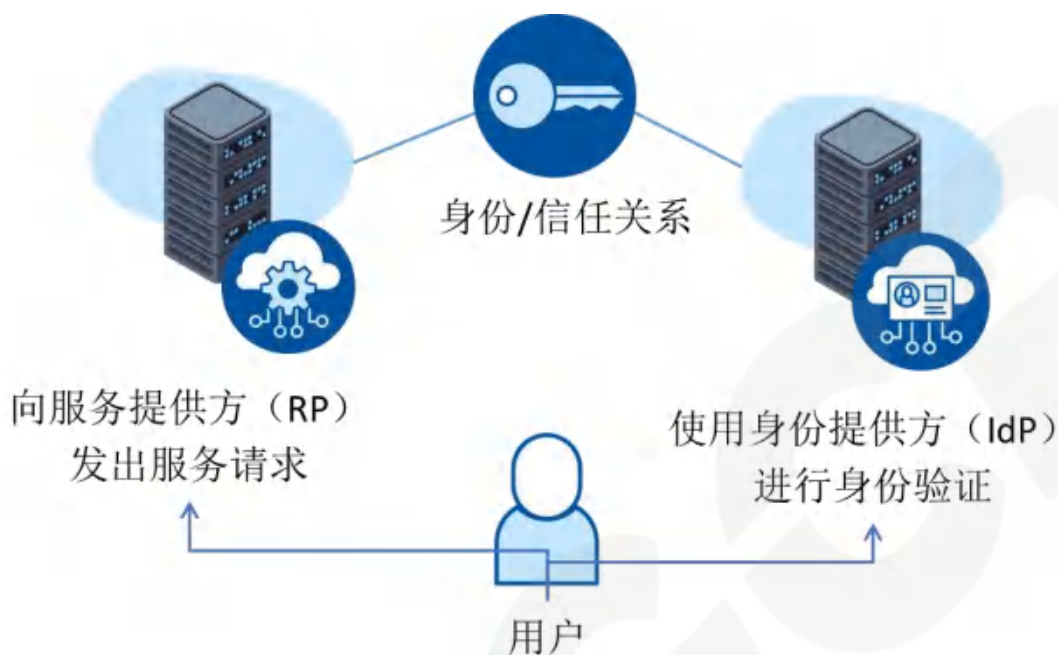 身份/信任关系
向服务提供方（RP）
发出服务请求
使用身份提供方（IdP）
进行身份验证
用户